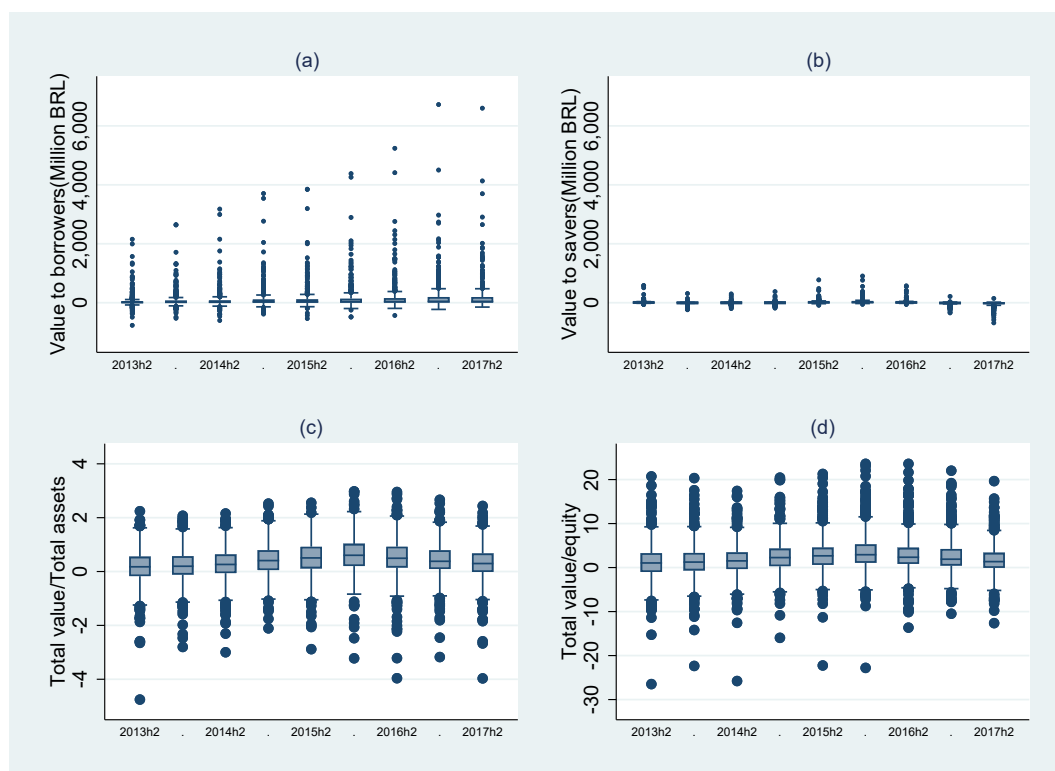 (a)
Value to borrowers(Million BRL)
6,000
4,000
2,000
0
2013h2 . 2014h2 . 2015h2 . 2016h2 . 2017h2
(b)
Value to savers(Million BRL)
6,000
4,000
2,000
0
2013h2 . 2014h2 . 2015h2 . 2016h2 . 2017h2
(c)
Total value/Total assets
4
2
0
-2
-4
2013h2 . 2014h2 . 2015h2 . 2016h2 . 2017h2
(d)
Total value/equity
20
10
0
-10
-20
-30
2013h2 . 2014h2 . 2015h2 . 2016h2 . 2017h2